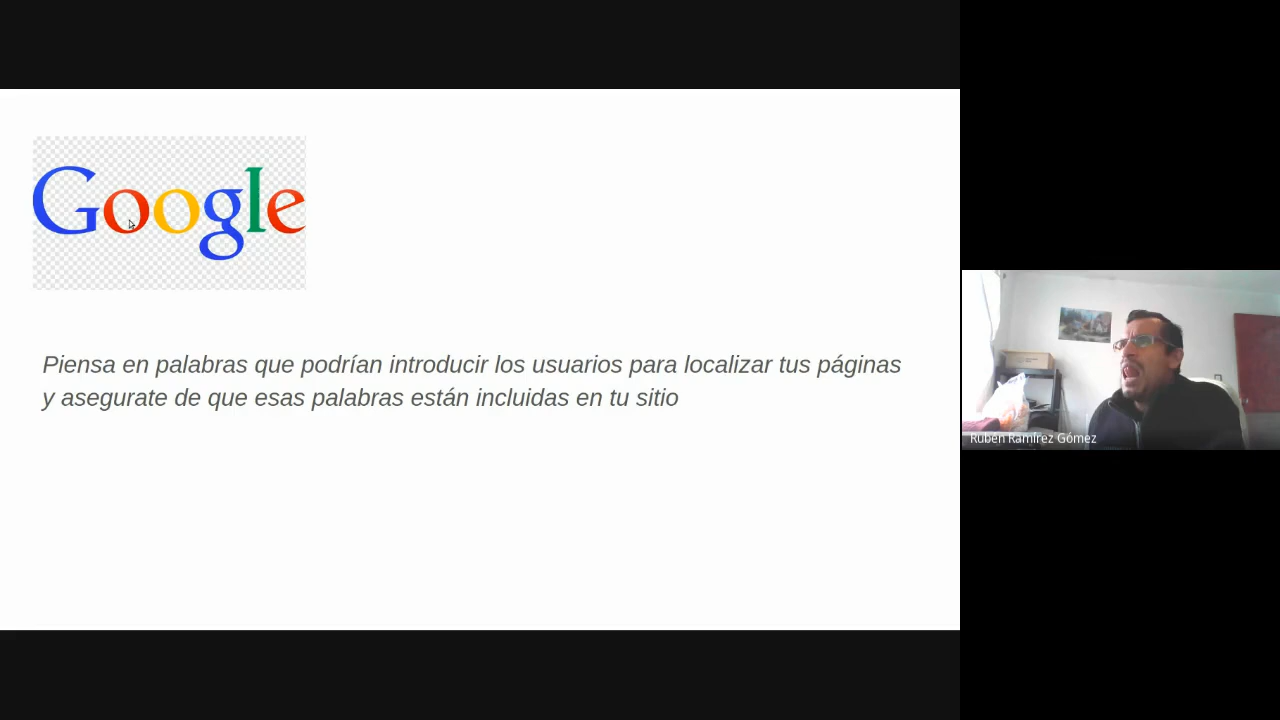 Google
Piensa en palabras que podrían introducir los usuarios para localizar tus páginas
y asegurate de que esas palabras están incluidas en tu sitio
Rubén Ramírez Gómez